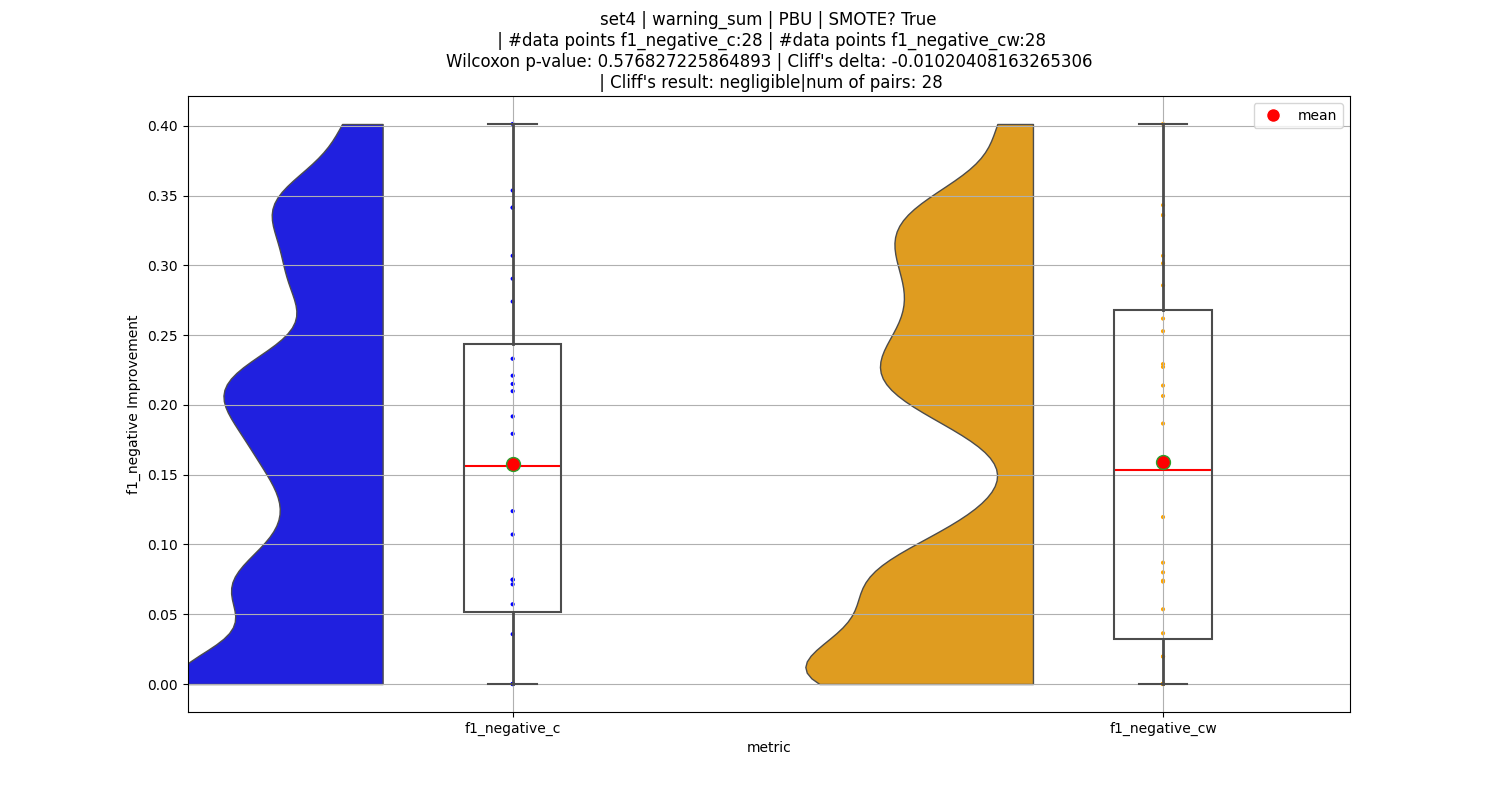 set4 | warning_sum | PBU | SMOTE? True
| #data points f1_negative_c:28 | #data points f1_negative_cw:28
Wilcoxon p-value: 0.576827225864893 | Cliff's delta: -0.01020408163265306
| Cliff's result: negligible|num of pairs: 28
mean
0.40
0.35
0.30
0.25
0.20
0.15
0.10
0.05
0.00
f1_negative Improvement
f1_negative_c
f1_negative_cw
metric